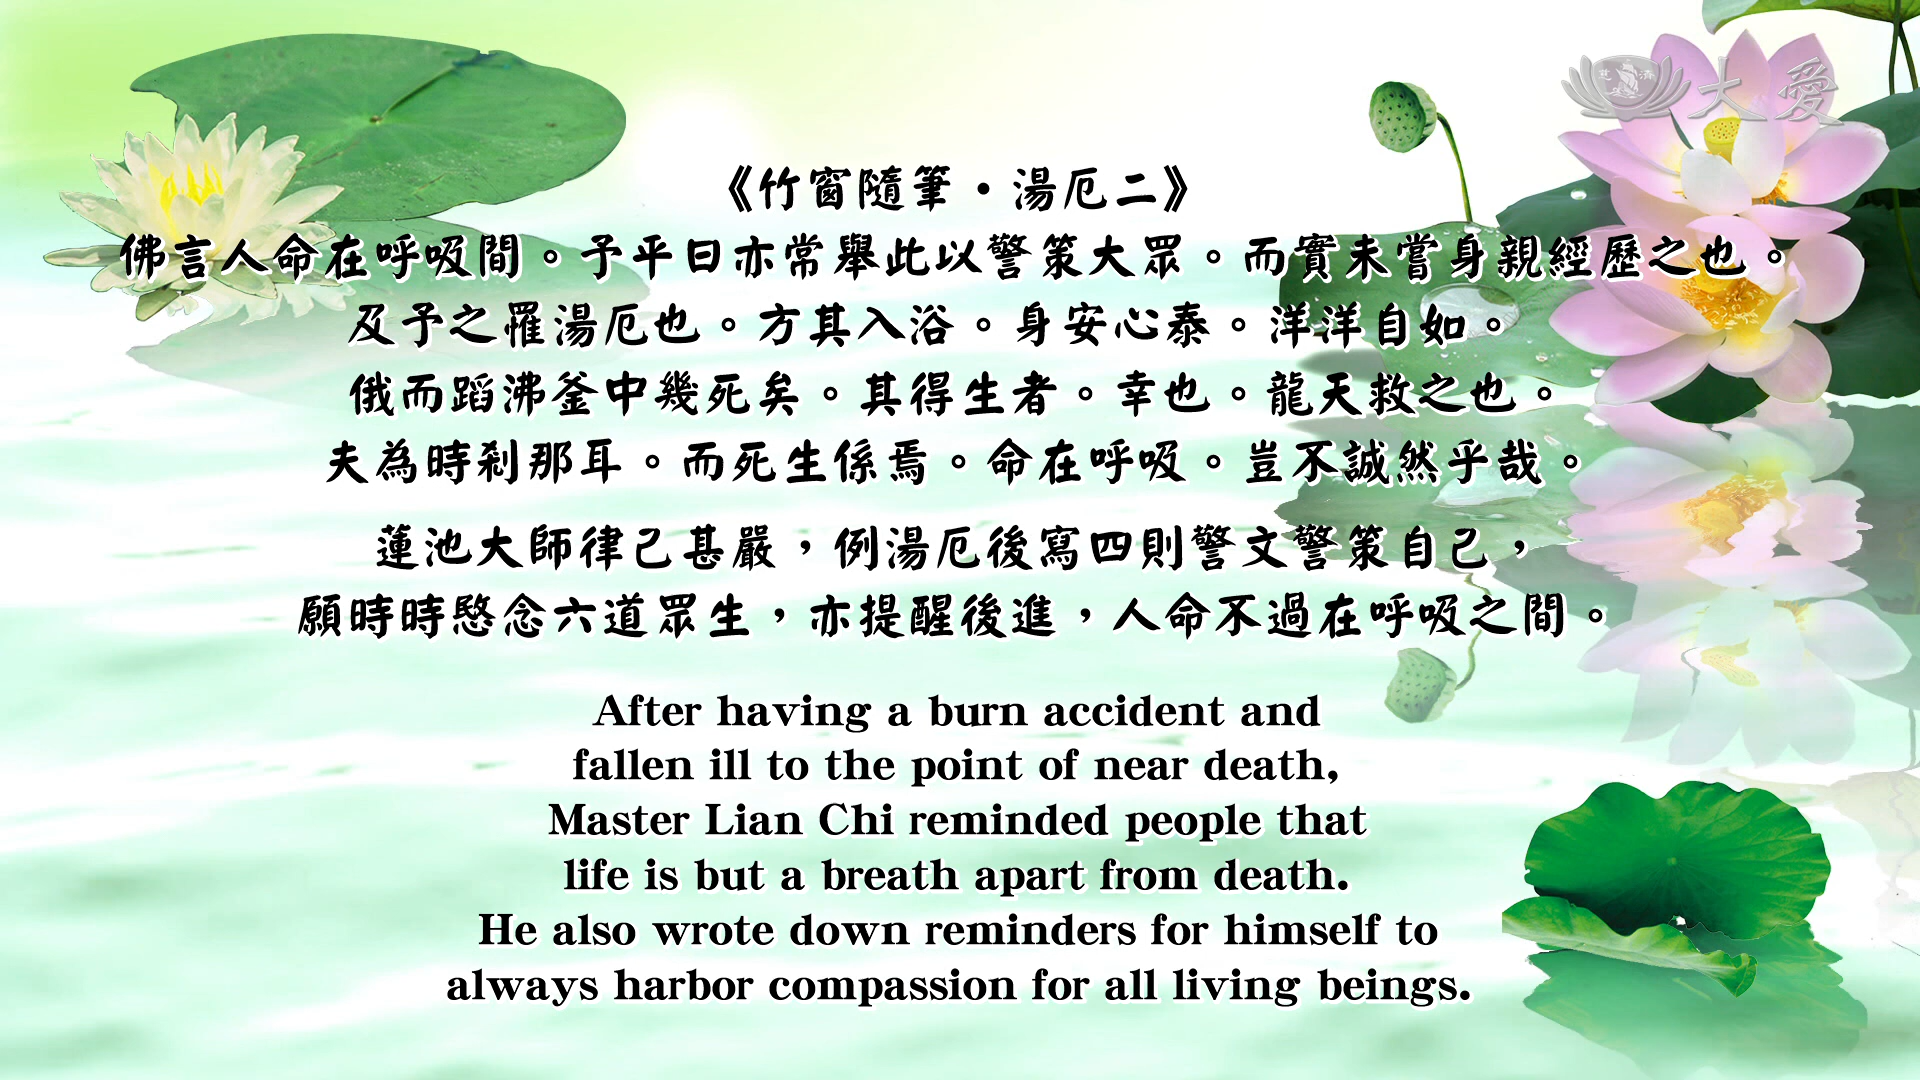 大愛
慈濟
《竹窗隨筆·湯厄二》
佛言人命在呼吸間。予平日亦常舉此以警策大眾。而實未嘗身親經歷之也。
及予之罹湯厄也。方其入浴。身安心泰。洋洋自如。
俄而蹈沸釜中幾死矣。其得生者。幸也。龍天救之也。
夫為時剎那耳。而死生係焉。命在呼吸。豈不誠然乎哉。
蓮池大師律己甚嚴，例湯厄後寫四則警文警策自己，
願時時愍念六道眾生，亦提醒後進，人命不過在呼吸之間。
After having a burn accident and
fallen ill to the point of near death,
Master Lian Chi reminded people that
life is but a breath apart from death.
He also wrote down reminders for himself to
always harbor compassion for all living beings.